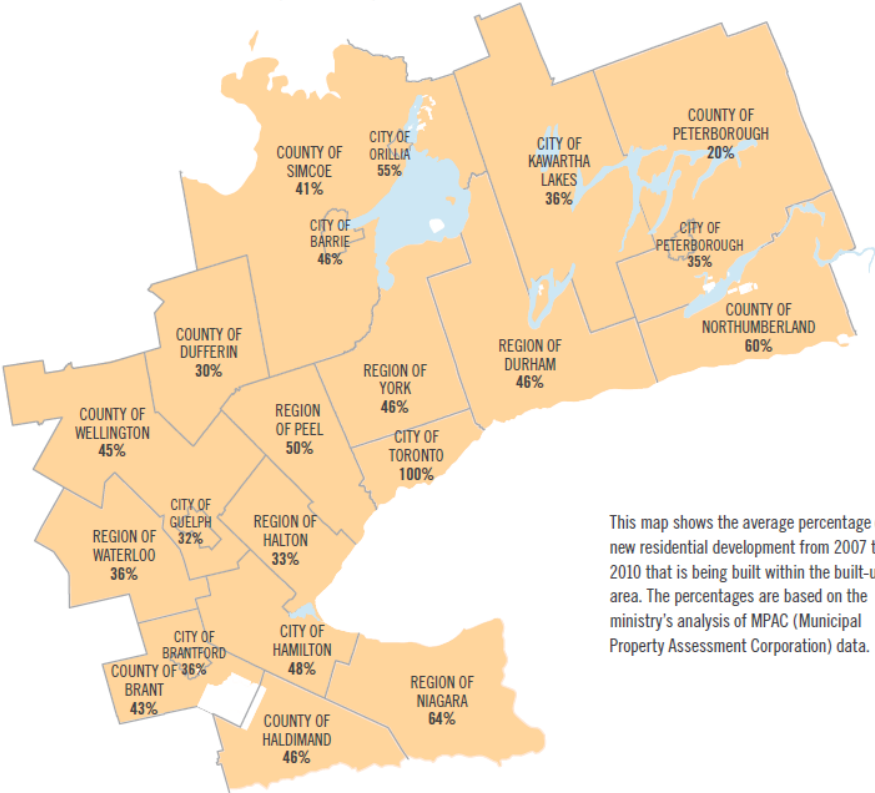 COUNTY OF
PETERBOROUGH
20%
CITY OF
ORILLIA
55%
COUNTY OF
SIMCOE
41%
CITY OF
KAWARTHA
LAKES
36%
CITY OF
BARRIE
46%
CITY OF
PETERBOROUGH
35%
COUNTY OF
NORTHUMBERLAND
60%
COUNTY OF
DUFFERIN
30%
REGION OF
DURHAM
46%
REGION OF
YORK
46%
COUNTY OF
WELLINGTON
45%
REGION
OF PEEL
50%
CITY OF
TORONTO
100%
CITY OF
GUELPH
32%
REGION OF
WATERLOO
36%
REGION OF
HALTON
33%
This map shows the average percentage
new residential development from 2007
2010 that is being built within the
area. The percentages are based on the
ministry's analysis of MPAC (Municipal
Property Assessment Corporation) data.
CITY OF
BRANTFORD
36%
CITY OF
HAMILTON
48%
COUNTY OF
BRANT
43%
REGION OF
NIAGARA
64%
COUNTY OF
HALDIMAND
46%